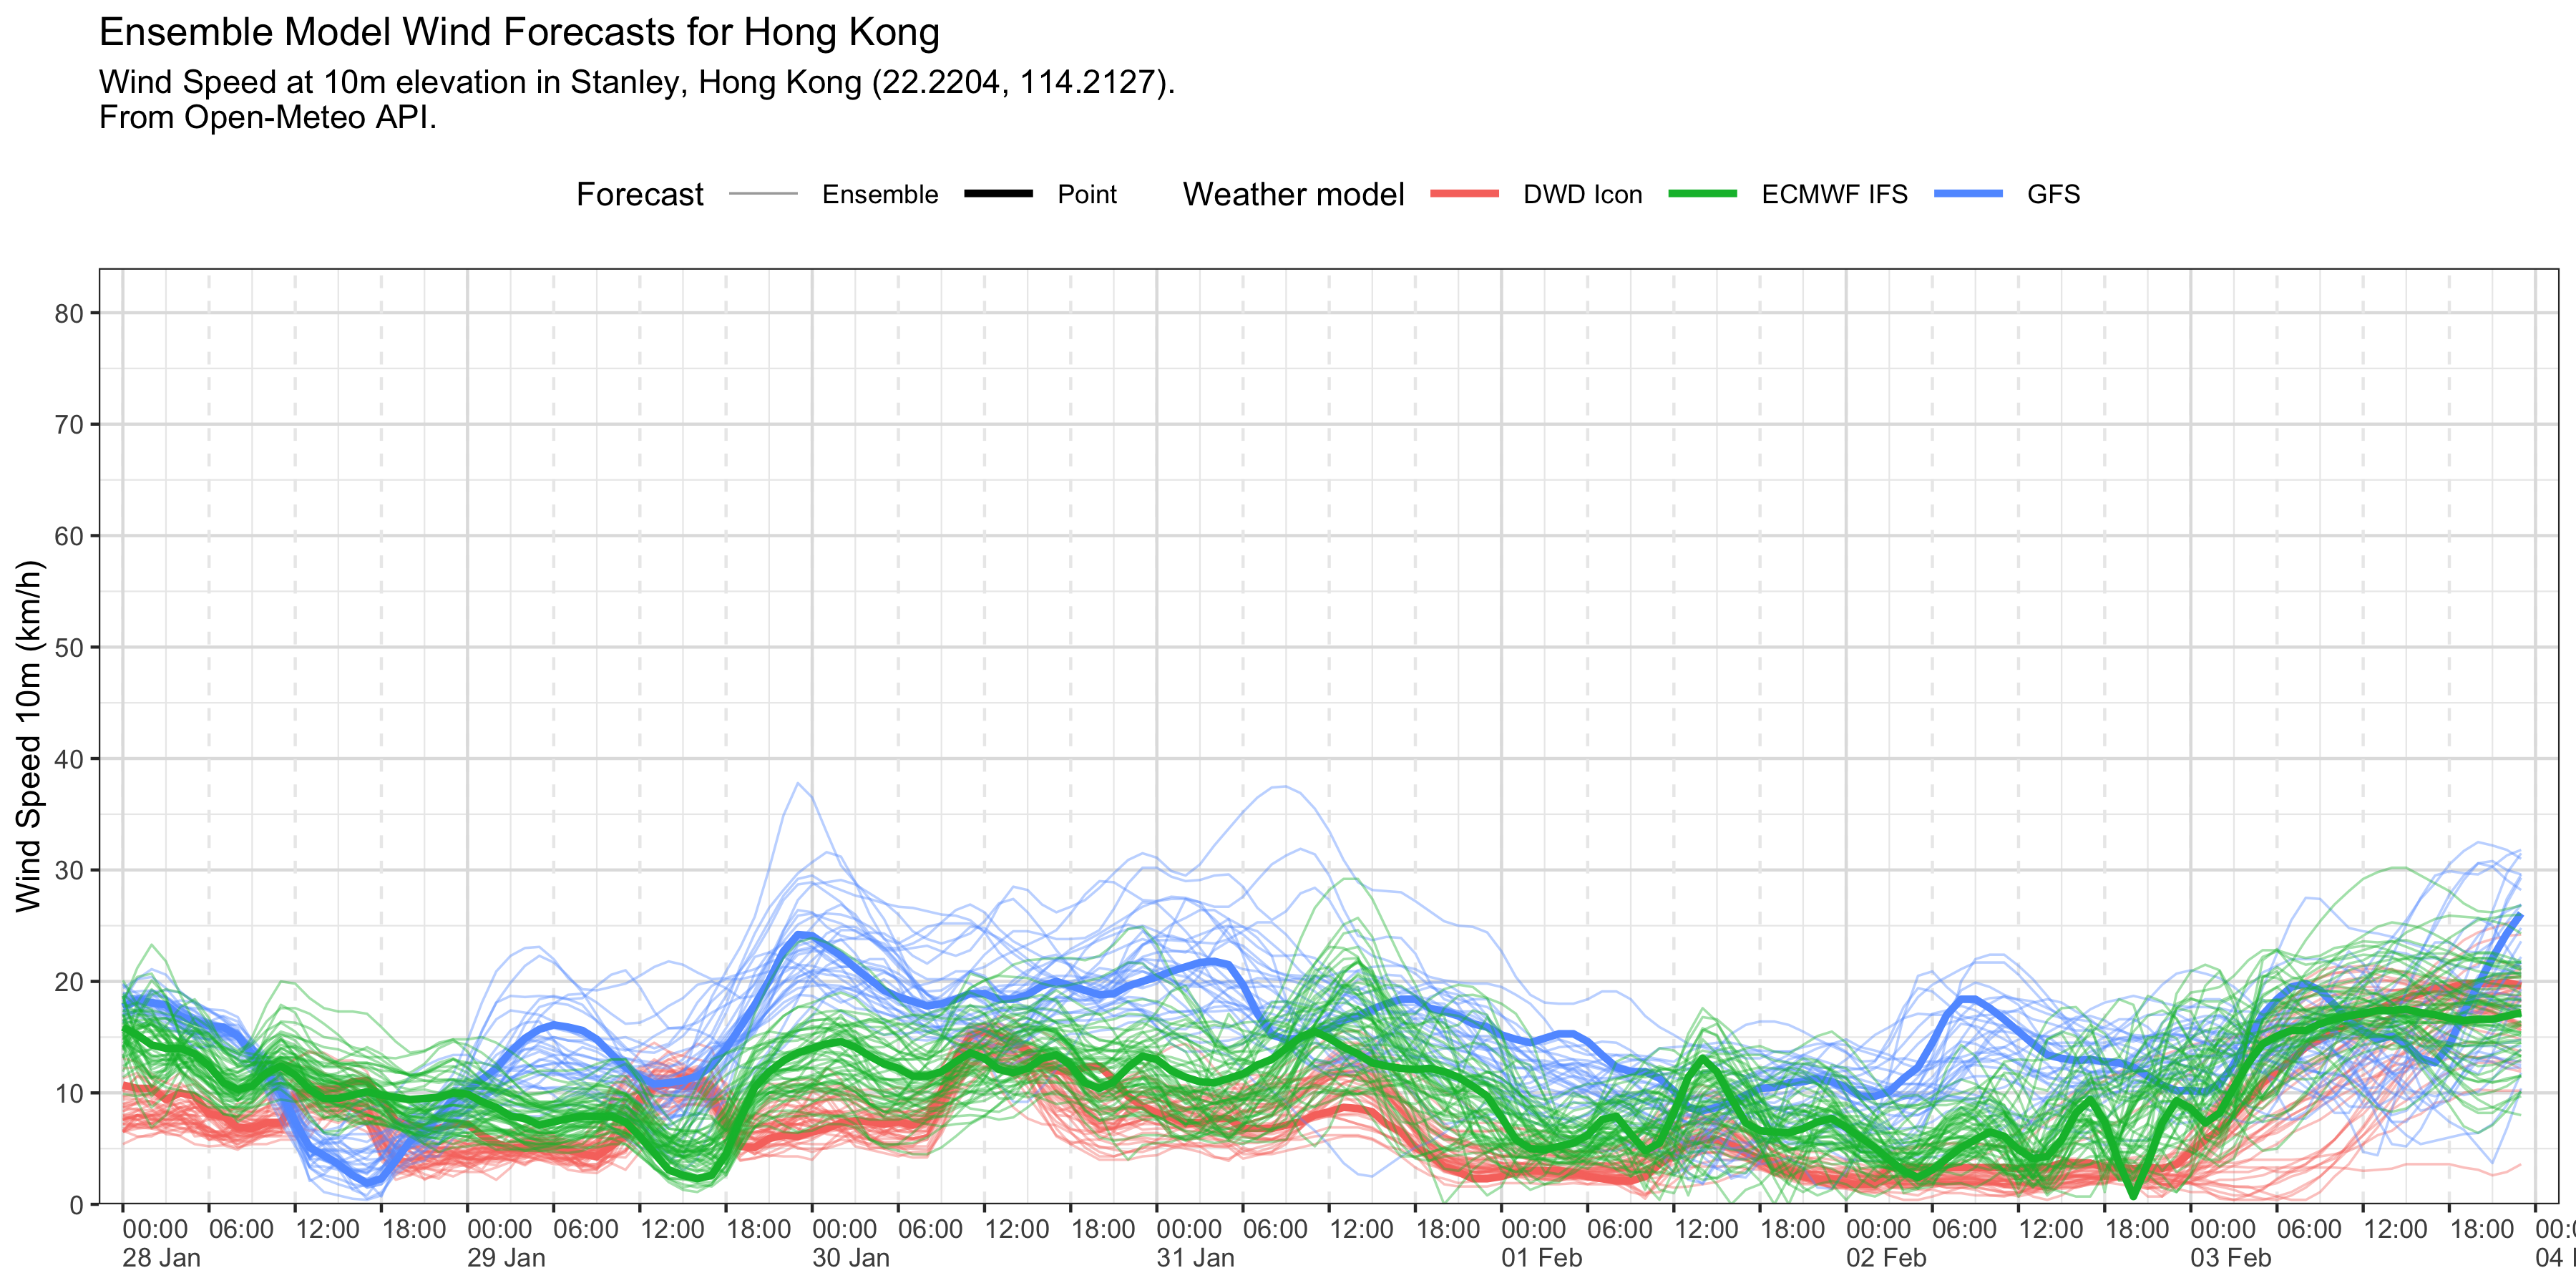 Ensemble Model Wind Forecasts for Hong Kong
Wind Speed at 10m elevation in Stanley, Hong Kong (22.2204, 114.2127).
From Open-Meteo API.
Forecast Ensemble Point Weather model DWD Icon ECMWF IFS GFS
Wind Speed 10m (km/h)
80
70
60
50
40
30
20
10
0
00:00 06:00 12:00 18:00 00:00 06:00 12:00 18:00 00:00 06:00 12:00 18:00 00:00 06:00 12:00 18:00 00:00 06:00 12:00 18:00 00:00 06:00 12:00 18:00 00:00 06:00 12:00 18:00
28 Jan 29 Jan 30 Jan 31 Jan 01 Feb 02 Feb 03 Feb 04